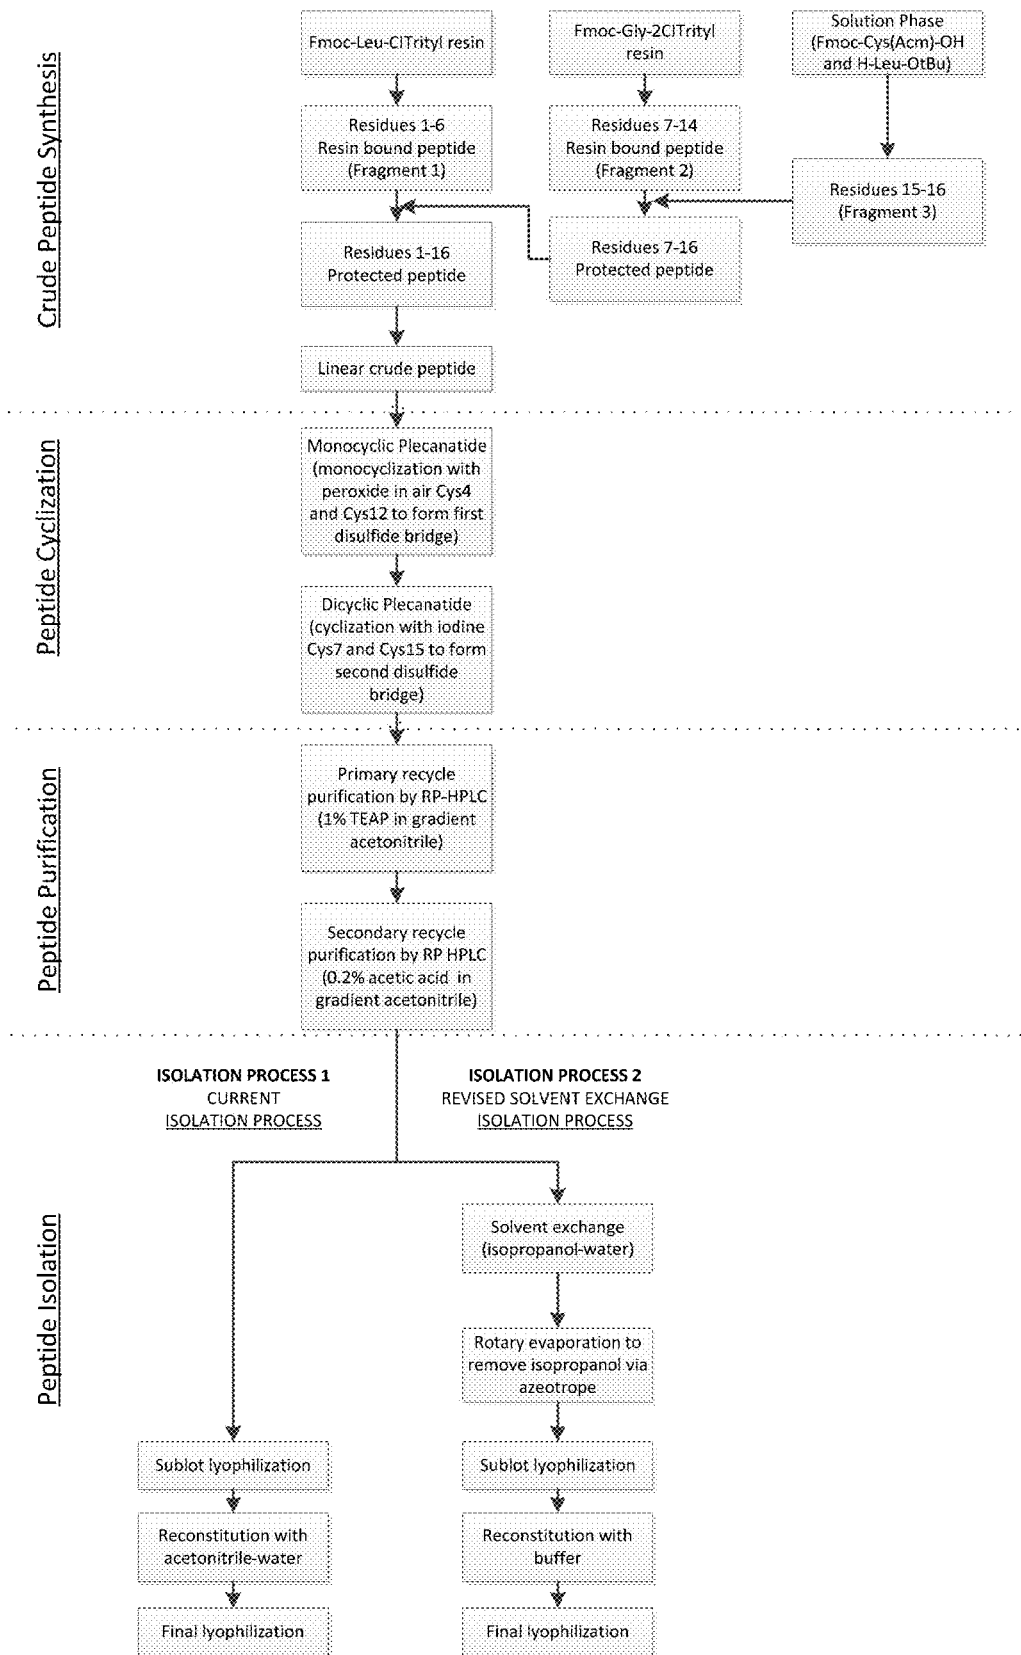 Crude Peptide Synthesis
Fmoc-Leu-ClTrityl resin
Fmoc-Gly-2ClTrityl
resin
Solution Phase
(Fmoc-Cys(Acm)-OH
and H-Leu-OtBu)
Residues 1-6
Resin bound peptide
(Fragment 1)
Residues 7-14
Resin bound peptide
(Fragment 2)
Residues 15-16
(Fragment 3)
Residues 1-16
Protected peptide
Residues 7-16
Protected peptide
Linear crude peptide
Peptide Cyclization
Monocyclic Plecanatide
(monocyclization with
peroxide in air Cys4
and Cys12 to form first
disulfide bridge)
Dicyclic Plecanatide
(cyclization with iodine
Cys7 and Cys15 to form
second disulfide
bridge)
Peptide Purification
Primary recycle
purification by RP-HPLC
(1% TEAP in gradient
acetonitrile)
Secondary recycle
purification by RP HPLC
(0.2% acetic acid in
gradient acetonitrile)
Peptide Isolation
ISOLATION PROCESS 1
CURRENT
ISOLATION PROCESS
ISOLATION PROCESS 2
REVISED SOLVENT EXCHANGE
ISOLATION PROCESS
Solvent exchange
(isopropanol-water)
Rotary evaporation to
remove isopropanol via
azeotrope
Sublot lyophilization
Sublot lyophilization
Reconstitution with
acetonitrile-water
Reconstitution with
buffer
Final lyophilization
Final lyophilization